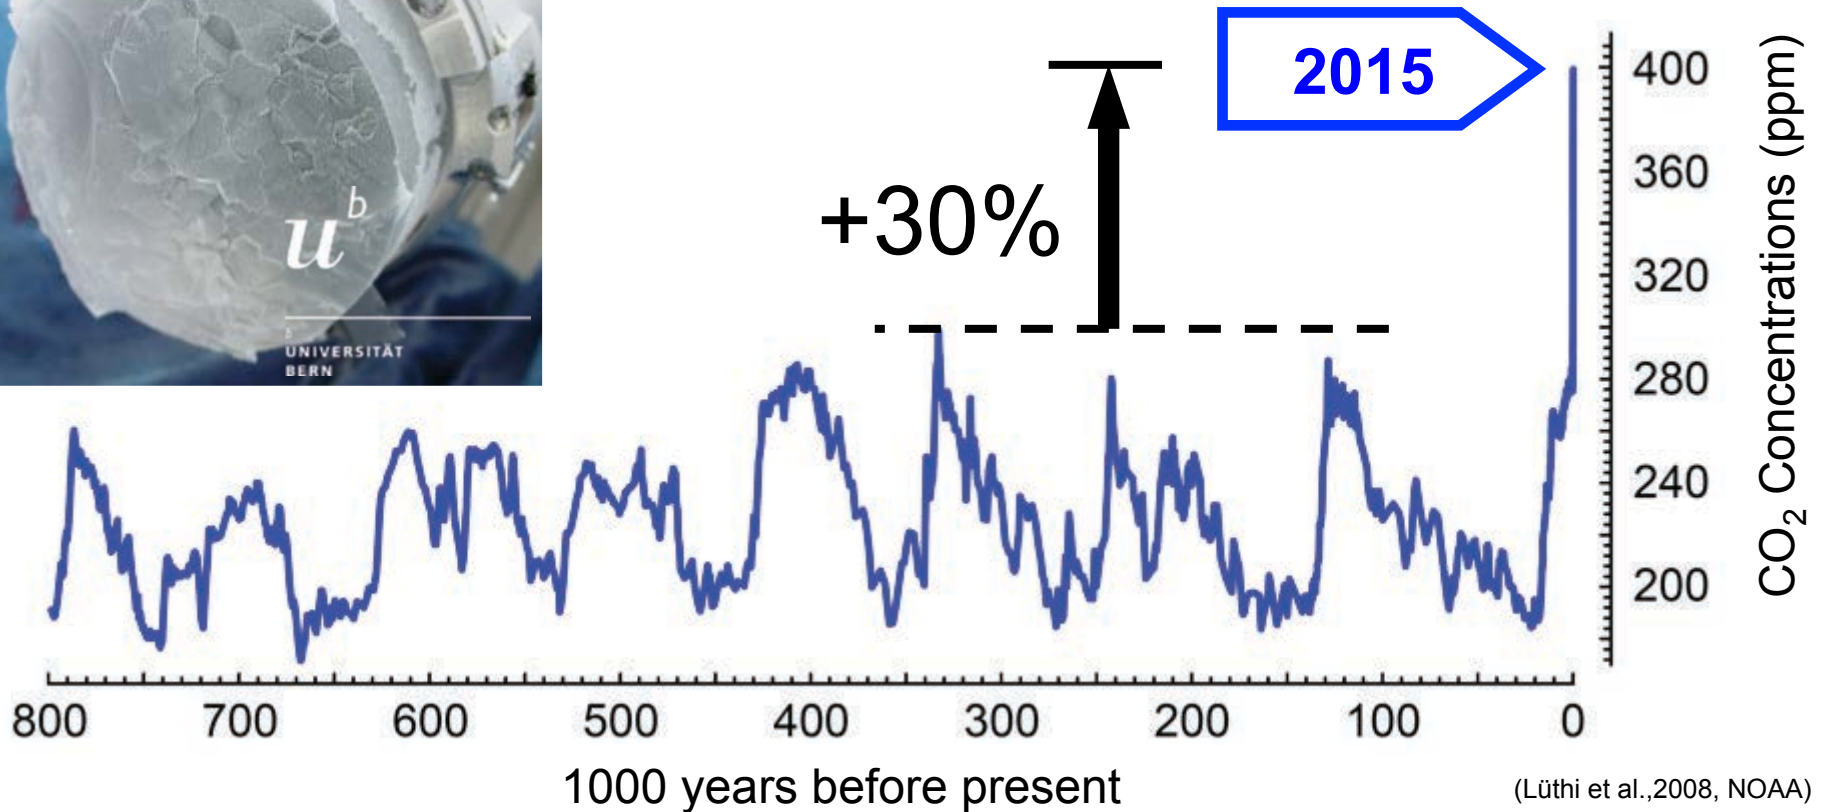 u^b
b
UNIVERSITÄT
BERN
2015
+30%
400
360
320
280
240
200
CO₂ Concentrations (ppm)
800 700 600 500 400 300 200 100 0
1000 years before present
(Lüthi et al.,2008, NOAA)